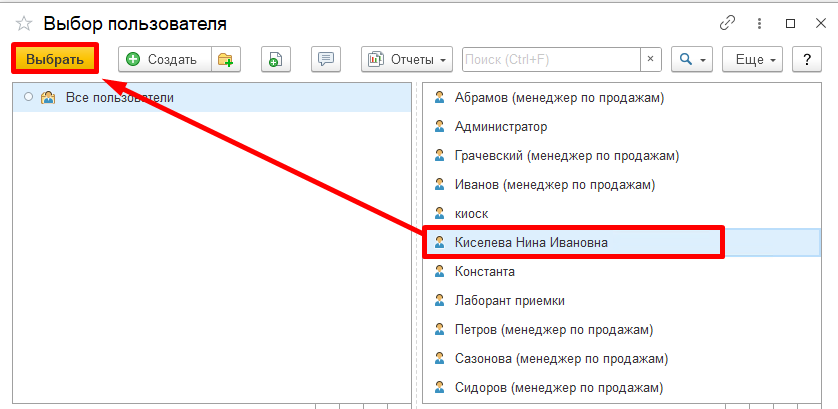 Выбор пользователя
Выбрать Создать Отчеты Поиск (Ctrl+F) × Еще ?
Все пользователи
Абрамов (менеджер по продажам)
Администратор
Грачевский (менеджер по продажам)
Иванов (менеджер по продажам)
киоск
Киселева Нина Ивановна
Константа
Лаборант приемки
Петров (менеджер по продажам)
Сазонова (менеджер по продажам)
Сидоров (менеджер по продажам)